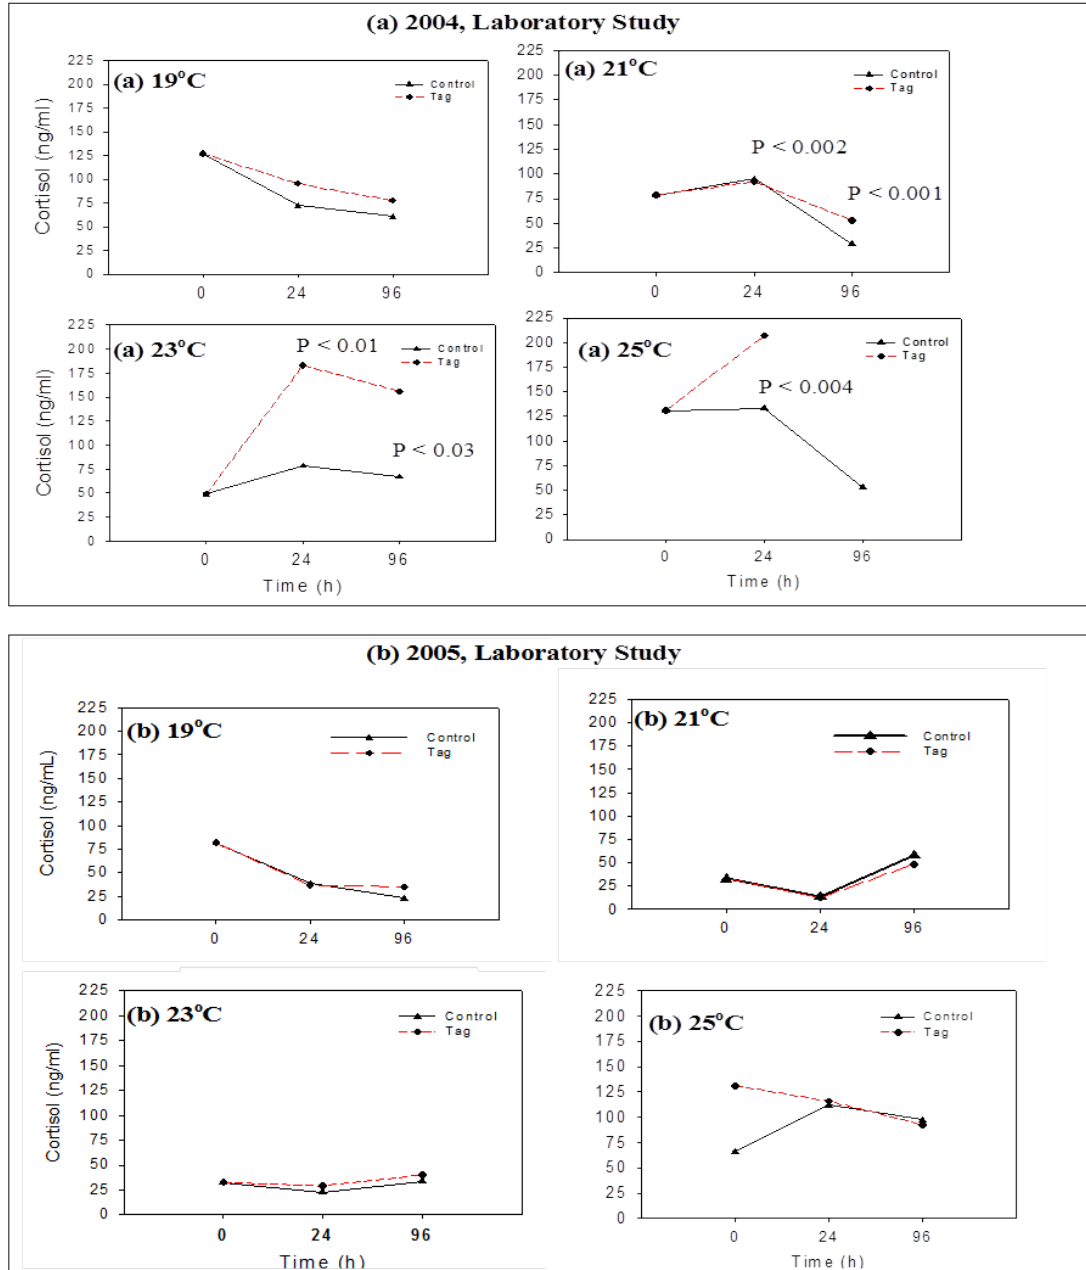 (a) 2004, Laboratory Study
(a) 19°C
Control
Tag
Cortisol (ng/ml)
225
200
175
150
125
100
75
50
25
0
0 24 96
(a) 21°C
Control
Tag
P < 0.002
P < 0.001
225
200
175
150
125
100
75
50
25
0
0 24 96
(a) 23°C
P < 0.01
Control
Tag
P < 0.03
Cortisol (ng/ml)
225
200
175
150
125
100
75
50
25
0
0 24 96
Time (h)
(a) 25°C
Control
Tag
P < 0.004
225
200
175
150
125
100
75
50
25
0
0 24 96
Time (h)
(b) 2005, Laboratory Study
(b) 19°C
Control
Tag
Cortisol (ng/mL)
225
200
175
150
125
100
75
50
25
0
0 24 96
(b) 21°C
Control
Tag
225
200
175
150
125
100
75
50
25
0
0 24 96
(b) 23°C
Control
Tag
Cortisol (ng/ml)
225
200
175
150
125
100
75
50
25
0
0 24 96
Time (h)
(b) 25°C
Control
Tag
225
200
175
150
125
100
75
50
25
0
0 24 96
Time (h)